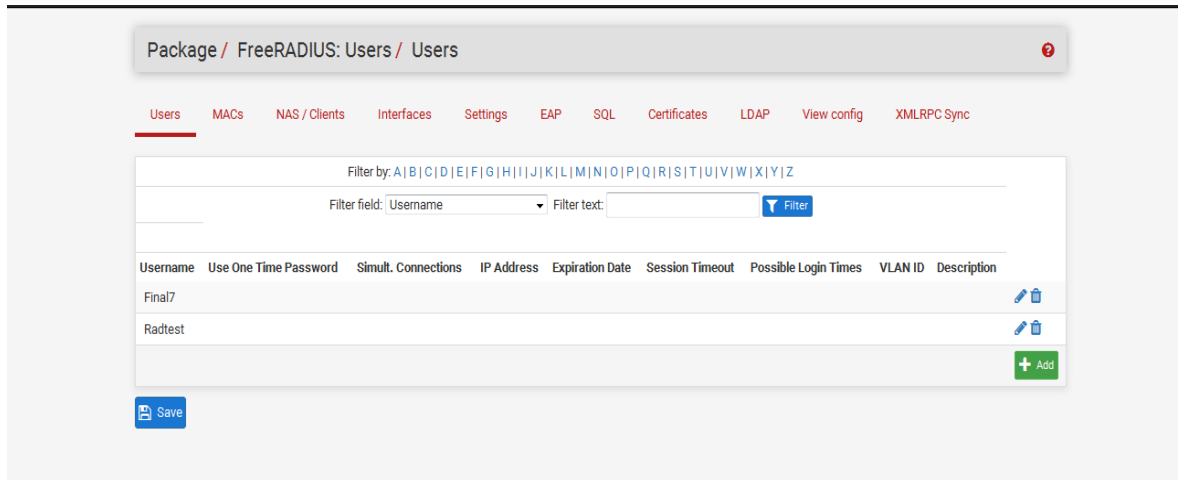 Package / FreeRADIUS: Users / Users
Users MACs NAS / Clients Interfaces Settings EAP SQL Certificates LDAP View config XMLRPC Sync
Filter by: A | B | C | D | E | F | G | H | I | J | K | L | M | N | O | P | Q | R | S | T | U | V | W | X | Y | Z
Filter field: Username Filter text: Filter
Username Use One Time Password Simult. Connections IP Address Expiration Date Session Timeout Possible Login Times VLAN ID Description
Final7
Radtest
Add
Save